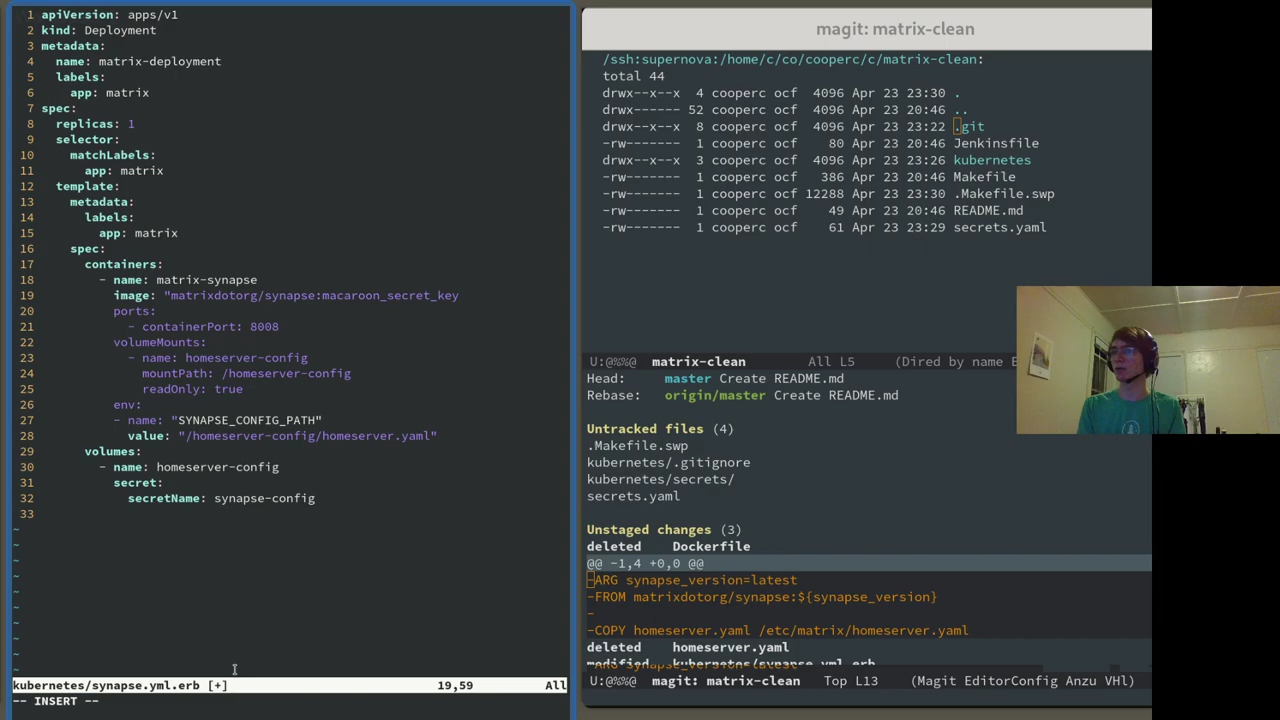 1 apiVersion: apps/v1
2 kind: Deployment
3 metadata:
4 name: matrix-deployment
5 labels:
6 app: matrix
7 spec:
8 replicas: 1
9 selector:
10 matchLabels:
11 app: matrix
12 template:
13 metadata:
14 labels:
15 app: matrix
16 spec:
17 containers:
18 - name: matrix-synapse
19 image: "matrixdotorg/synapse:macaroon_secret_key
20 ports:
21 - containerPort: 8008
22 volumeMounts:
23 - name: homeserver-config
24 mountPath: /homeserver-config
25 readOnly: true
26 env:
27 - name: "SYNAPSE_CONFIG_PATH"
28 value: "/homeserver-config/homeserver.yaml"
29 volumes:
30 - name: homeserver-config
31 secret:
32 secretName: synapse-config
33
~
~
~
~
~
~
~
~
~
~
kubernetes/synapse.yml.erb [+] 19,59 All
-- INSERT --
magit: matrix-clean
/ssh:supernova:/home/c/co/cooperc/c/matrix-clean:
total 44
drwx--x--x 4 cooperc ocf 4096 Apr 23 23:30 .
drwx------ 52 cooperc ocf 4096 Apr 23 20:46 ..
drwx--x--x 8 cooperc ocf 4096 Apr 23 23:22 .git
-rw------- 1 cooperc ocf 80 Apr 23 20:46 Jenkinsfile
drwx--x--x 3 cooperc ocf 4096 Apr 23 23:26 kubernetes
-rw------- 1 cooperc ocf 386 Apr 23 20:46 Makefile
-rw------- 1 cooperc ocf 12288 Apr 23 23:30 .Makefile.swp
-rw------- 1 cooperc ocf 49 Apr 23 20:46 README.md
-rw------- 1 cooperc ocf 61 Apr 23 23:29 secrets.yaml
U:@%%@ matrix-clean All L5 (Dired by name
Head: master Create README.md
Rebase: origin/master Create README.md
Untracked files (4)
.Makefile.swp
kubernetes/.gitignore
kubernetes/secrets/
secrets.yaml
Unstaged changes (3)
deleted Dockerfile
@@ -1,4 +0,0 @@
-ARG synapse_version=latest
-FROM matrixdotorg/synapse:${synapse_version}
-
-COPY homeserver.yaml /etc/matrix/homeserver.yaml
deleted homeserver.yaml
modified kubernetes/synapse.yml.erb
U:@%%@ magit: matrix-clean Top L13 (Magit EditorConfig Anzu VHl)